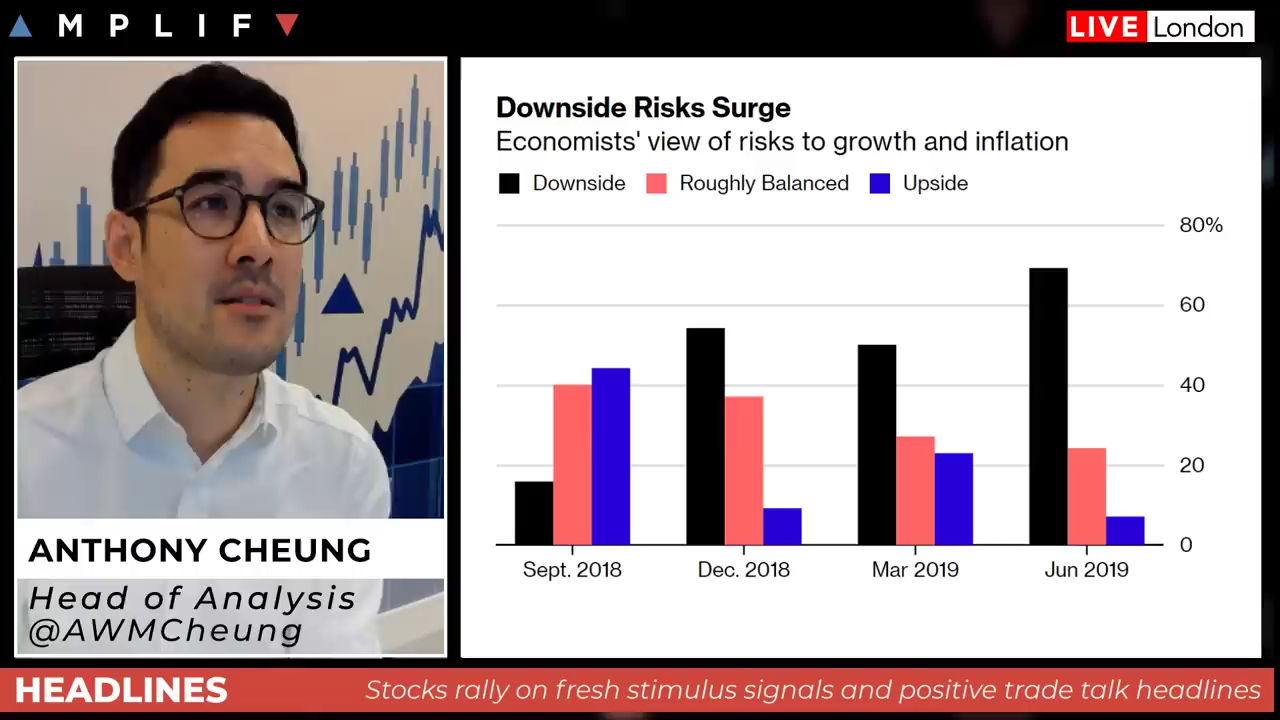 MPLIF
LIVE London
Downside Risks Surge
Economists' view of risks to growth and inflation
Downside Roughly Balanced Upside
80%
60
40
20
0
Sept. 2018 Dec. 2018 Mar 2019 Jun 2019
ANTHONY CHEUNG
Head of Analysis
@AWMCheung
HEADLINES Stocks rally on fresh stimulus signals and positive trade talk headlines